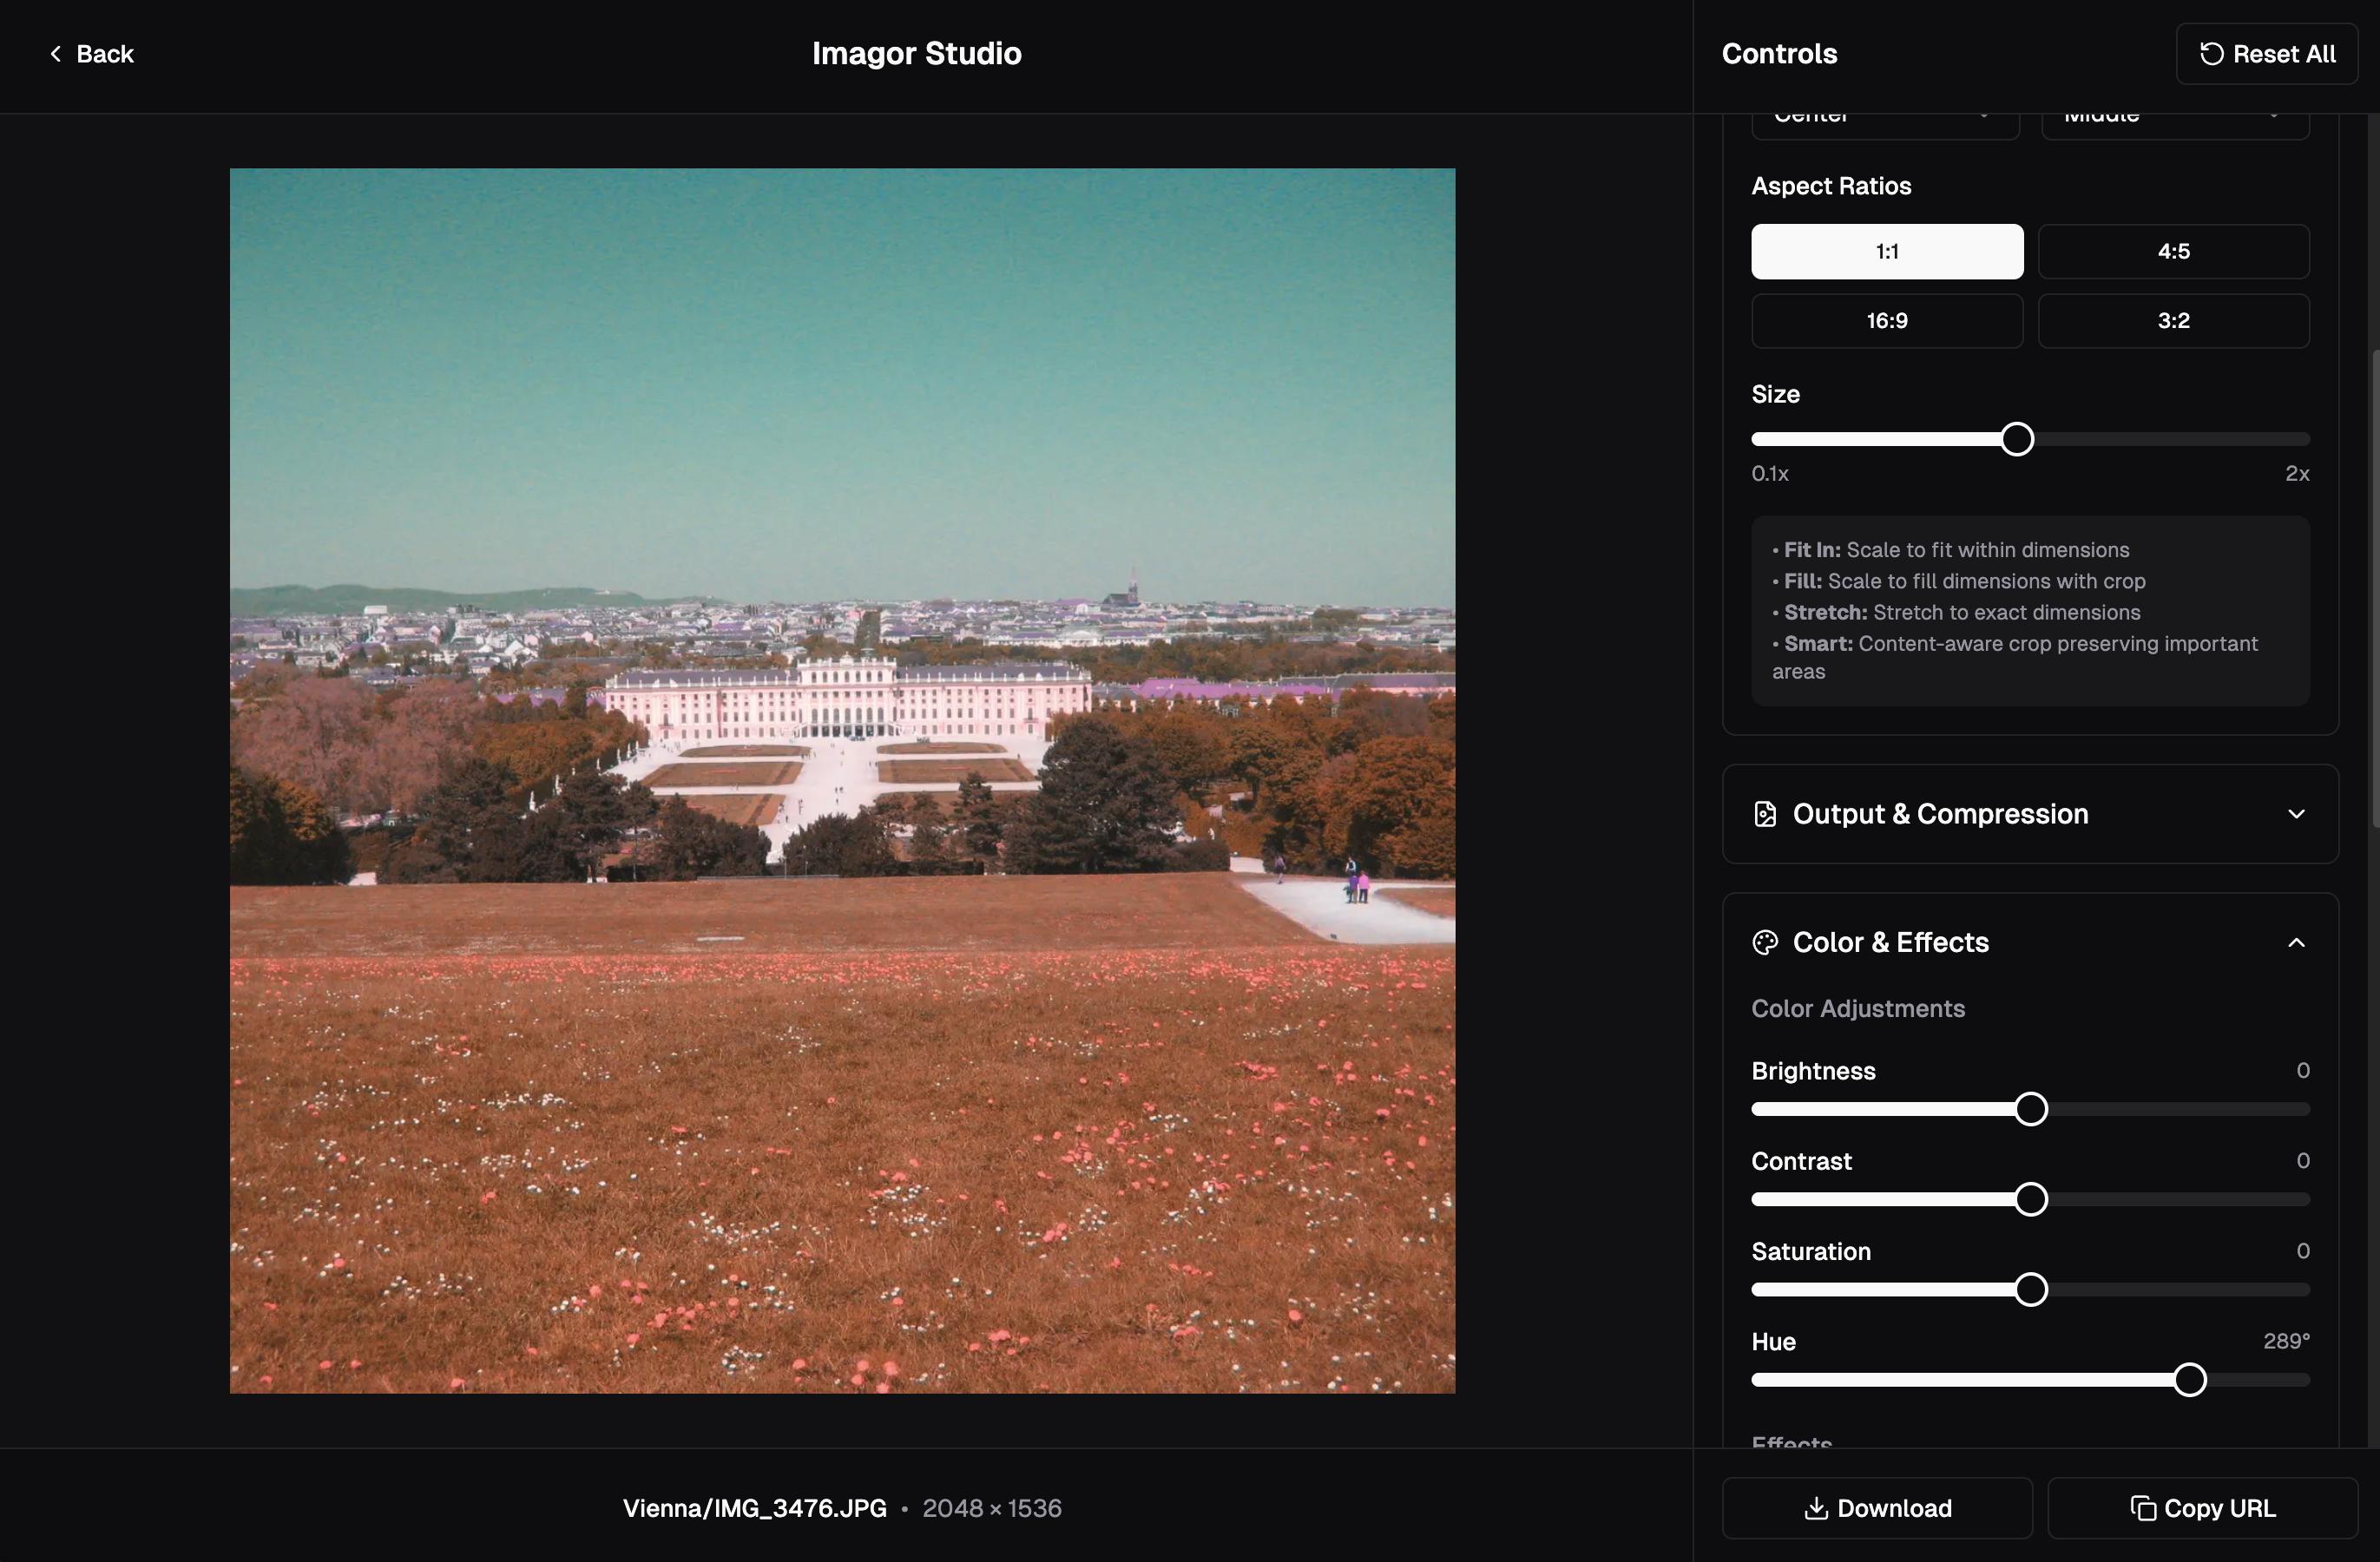 Back
Imagor Studio
Controls
Reset All
Center
Middle
Aspect Ratios
1:1
4:5
16:9
3:2
Size
0.1x
2x
• Fit In: Scale to fit within dimensions
• Fill: Scale to fill dimensions with crop
• Stretch: Stretch to exact dimensions
• Smart: Content-aware crop preserving important
areas
Output & Compression
Color & Effects
Color Adjustments
Brightness
0
Contrast
0
Saturation
0
Hue
289°
Effects
Vienna/IMG_3476.JPG • 2048 × 1536
Download
Copy URL